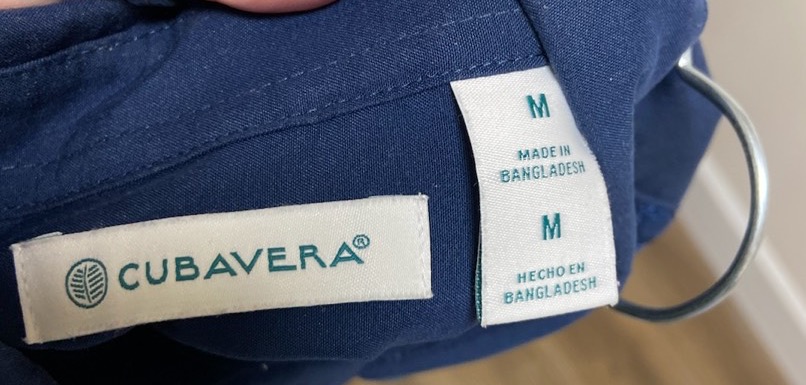 CUBAVERA®
M
MADE IN
BANGLADESH
M
HECHO EN
BANGLADESH